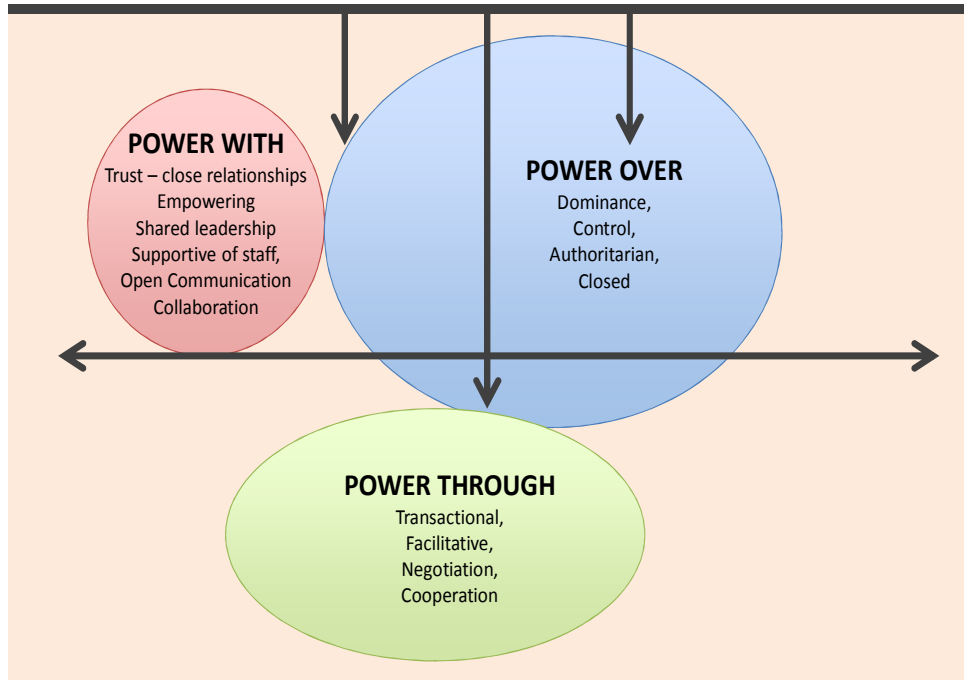 POWER WITH
Trust – close relationships
Empowering
Shared leadership
Supportive of staff,
Open Communication
Collaboration
POWER OVER
Dominance,
Control,
Authoritarian,
Closed
POWER THROUGH
Transactional,
Facilitative,
Negotiation,
Cooperation